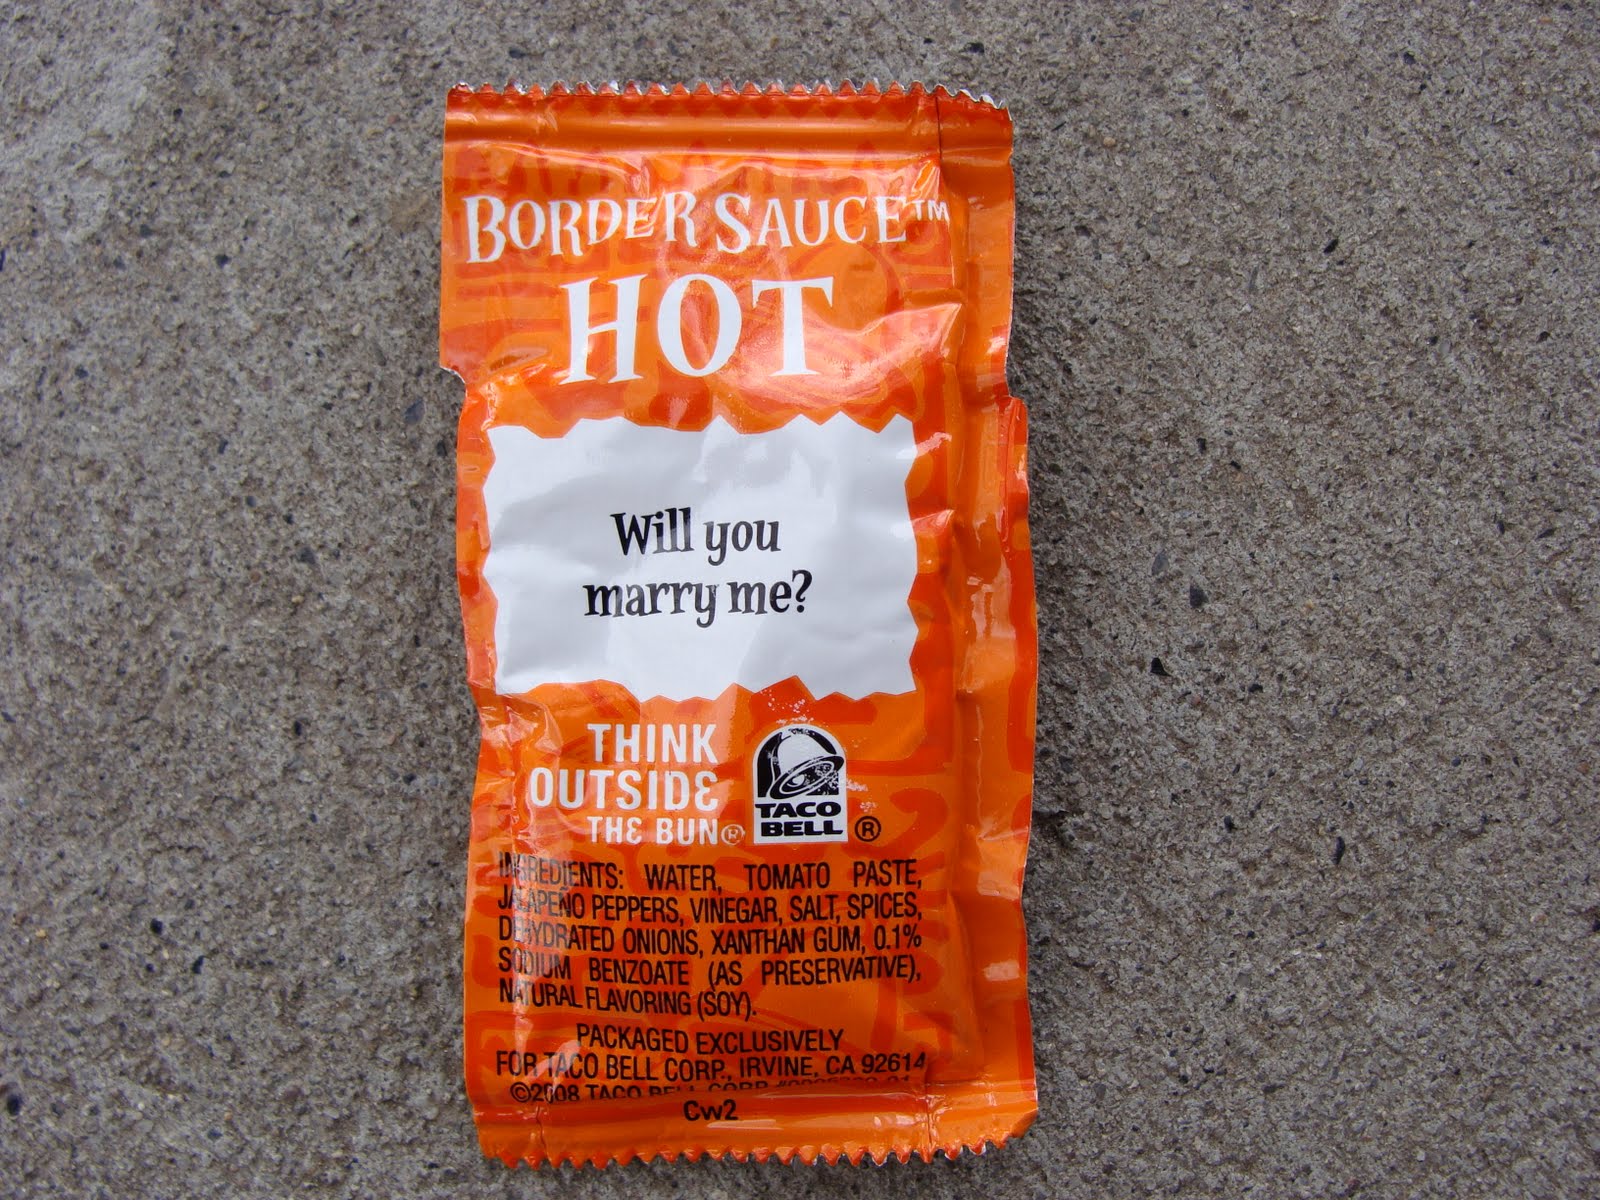 BORDER SAUCE™
HOT
Will you
marry me?
THINK
OUTSIDE
THE BUN®
TACO
BELL ®
INGREDIENTS: WATER, TOMATO PASTE,
JALAPEÑO PEPPERS, VINEGAR, SALT, SPICES,
DEHYDRATED ONIONS, XANTHAN GUM, 0.1%
SODIUM BENZOATE (AS PRESERVATIVE),
NATURAL FLAVORING (SOY).
PACKAGED EXCLUSIVELY
FOR TACO BELL CORP., IRVINE, CA 92614
©2008 TACO BELL CORP.
Cw2